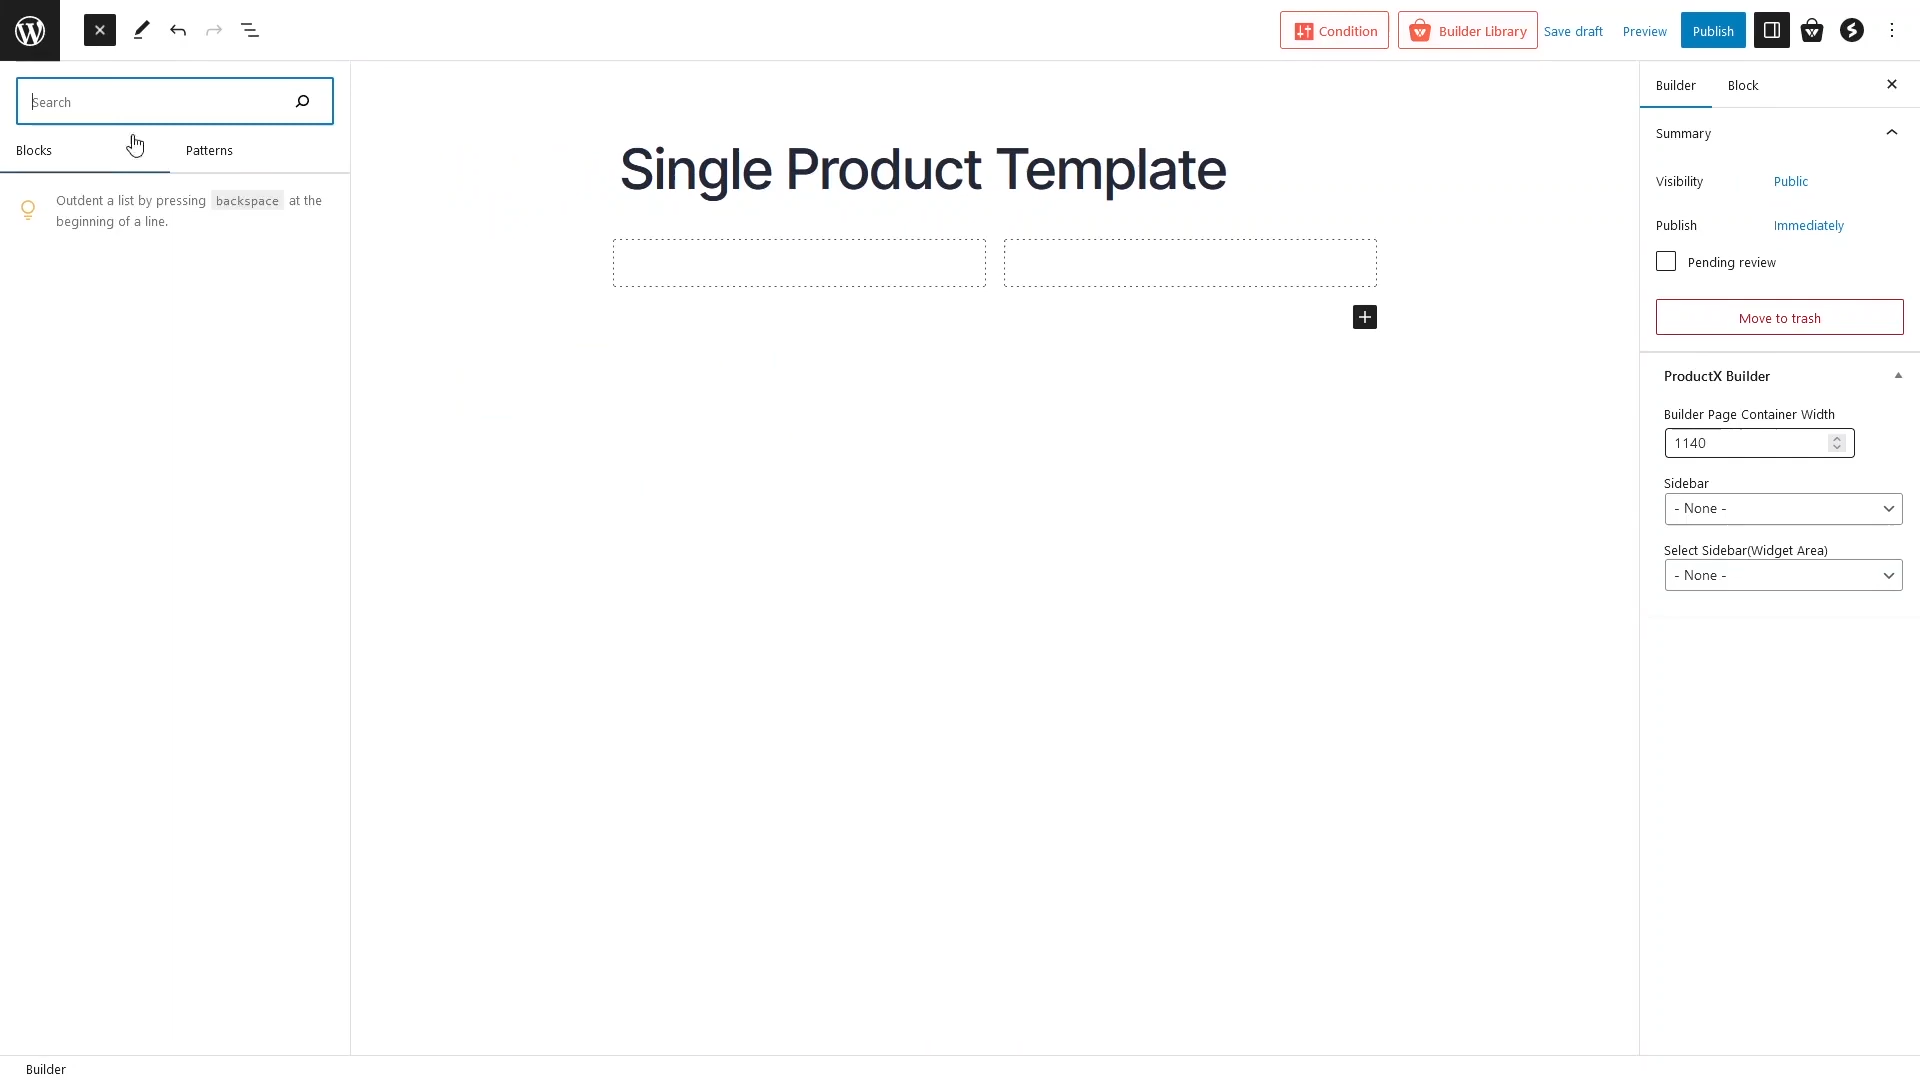 Condition
Builder Library
Save draft
Preview
Publish
Search
Blocks
Patterns
Outdent a list by pressing backspace at the
beginning of a line.
Single Product Template
Builder
Block
Summary
Visibility
Public
Publish
Immediately
Pending review
Move to trash
ProductX Builder
Builder Page Container Width
1140
Sidebar
- None -
Select Sidebar(Widget Area)
- None -
Builder